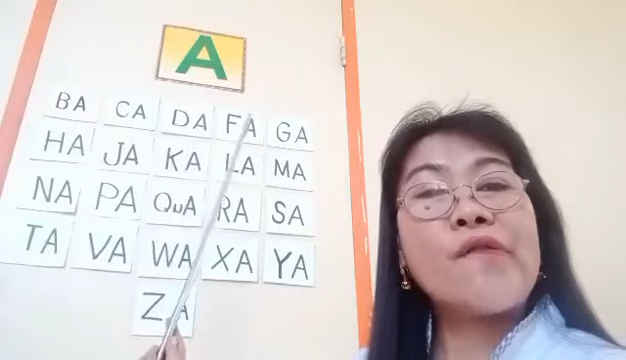 A
BA CA DA FA GA
HA JA KA LA MA
NA PA QuA RA SA
TA VA WA XA YA
ZA